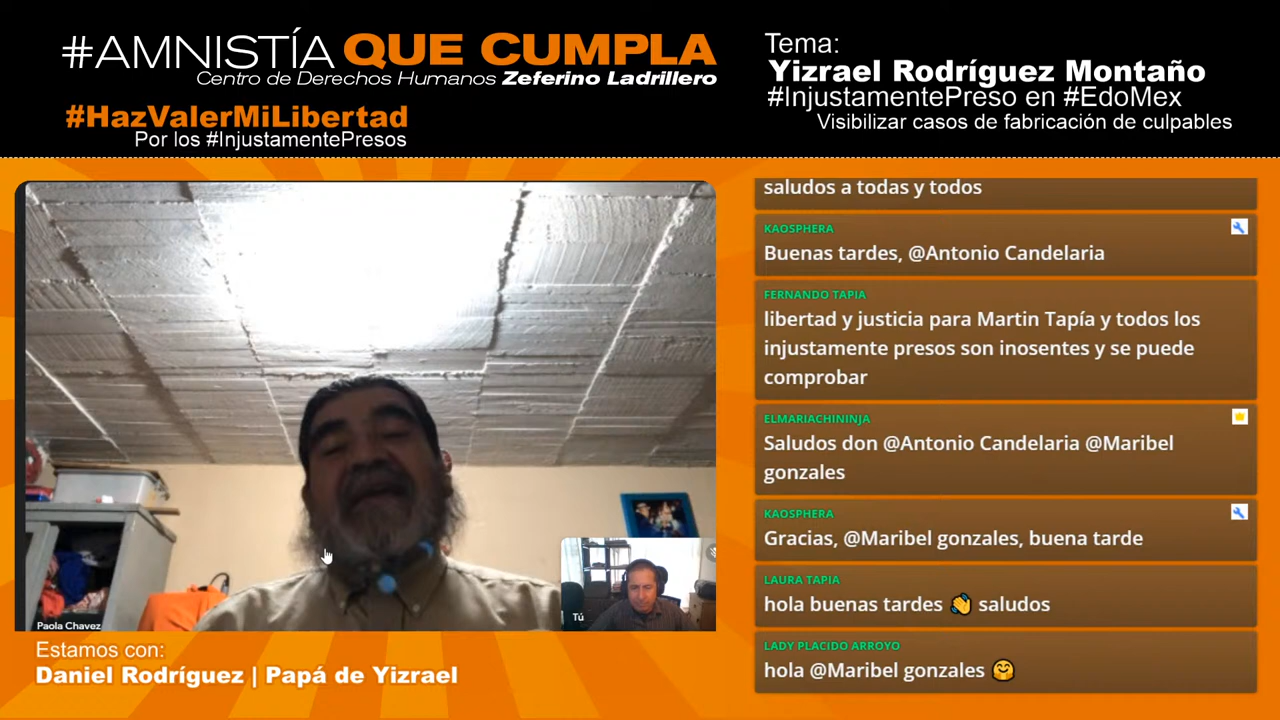 #AMNISTÍA QUE CUMPLA
Centro de Derechos Humanos Zeferino Ladrillero
#HazValerMiLibertad
Por los #InjustamentePresos
Tema:
Yizrael Rodríguez Montaño
#InjustamentePreso en #EdoMex
Visibilizar casos de fabricación de culpables
Paola Chavez
Tú
Estamos con:
Daniel Rodríguez | Papá de Yizrael
saludos a todas y todos
KAOSPHERA
Buenas tardes, @Antonio Candelaria
FERNANDO TAPIA
libertad y justicia para Martin Tapía y todos los
injustamente presos son inosentes y se puede
comprobar
ELMARIACHININJA
Saludos don @Antonio Candelaria @Maribel
gonzales
KAOSPHERA
Gracias, @Maribel gonzales, buena tarde
LAURA TAPIA
hola buenas tardes 👏 saludos
LADY PLACIDO ARROYO
hola @Maribel gonzales 🤗